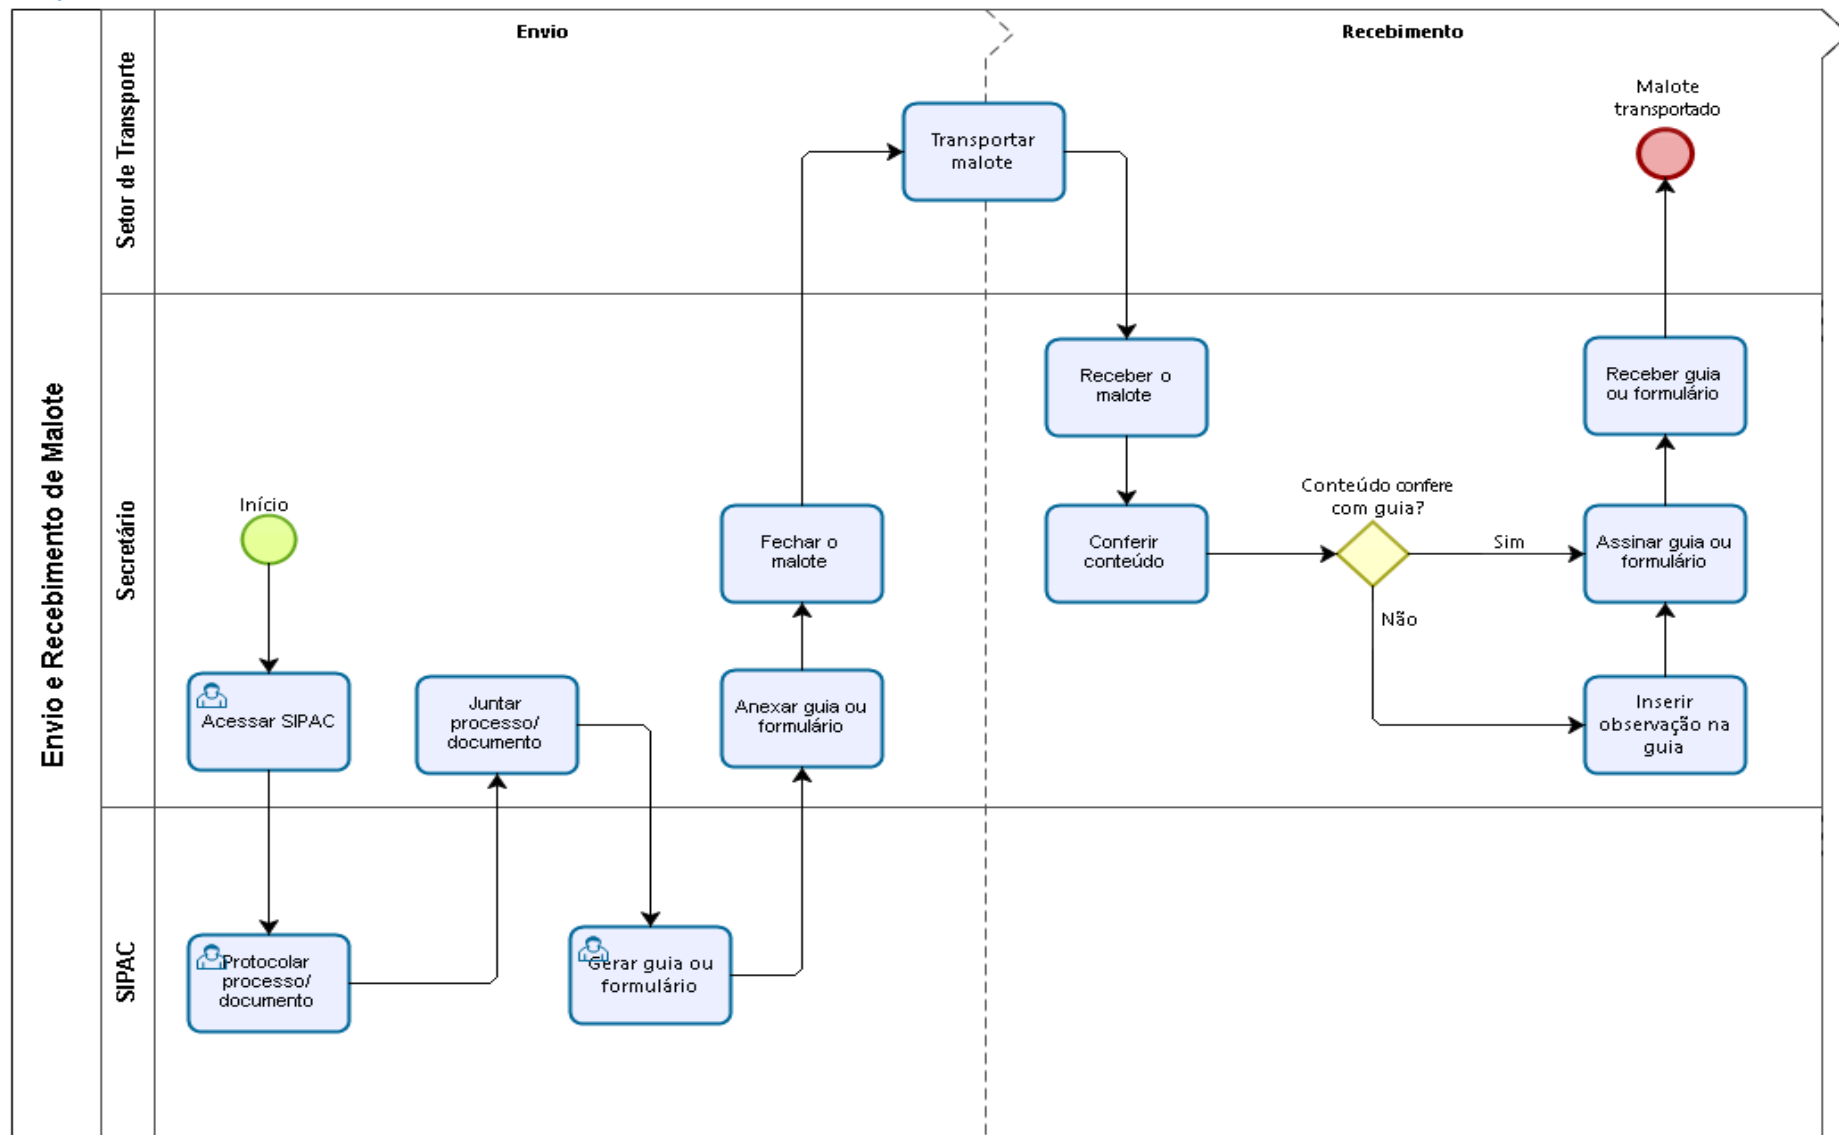 Envio e Recebimento de Malote
Envio
Recebimento
Setor de Transporte
Transportar
malote
Malote
transportado
Secretário
Início
Acessar SIPAC
Juntar
processo/
documento
Anexar guia ou
formulário
Fechar o
malote
Receber o
malote
Conferir
conteúdo
Conteúdo confere
com guia?
Sim
Não
Receber guia
ou formulário
Assinar guia ou
formulário
Inserir
observação na
guia
SIPAC
Protocolar
processo/
documento
Gerar guia ou
formulário